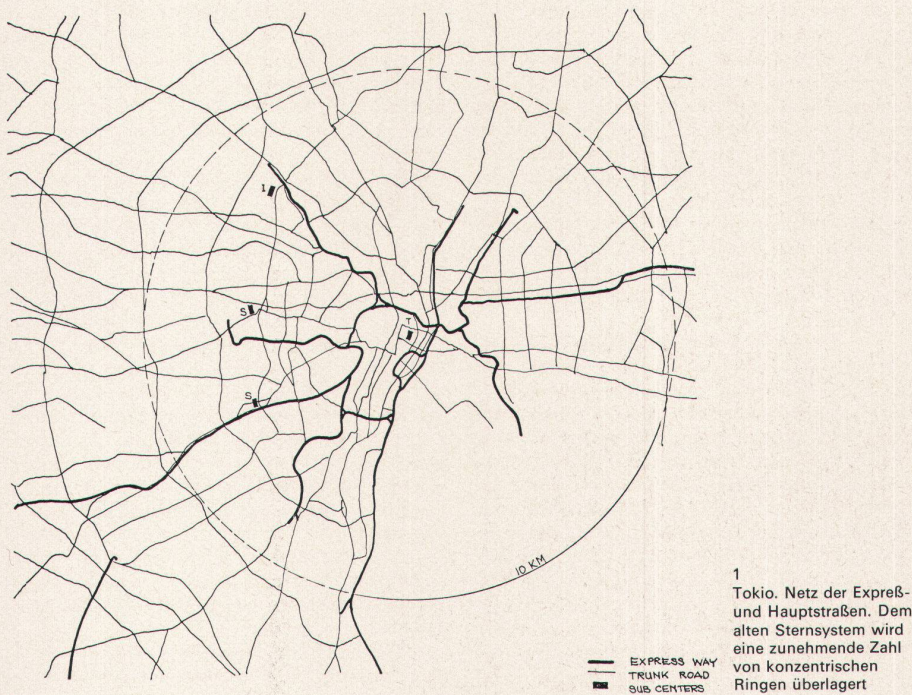 I
S
T
S
10 KM
EXPRESS WAY
TRUNK ROAD
SUB CENTERS
1
Tokio. Netz der Expreß-
und Hauptstraßen. Dem
alten Sternsystem wird
eine zunehmende Zahl
von konzentrischen
Ringen überlagert